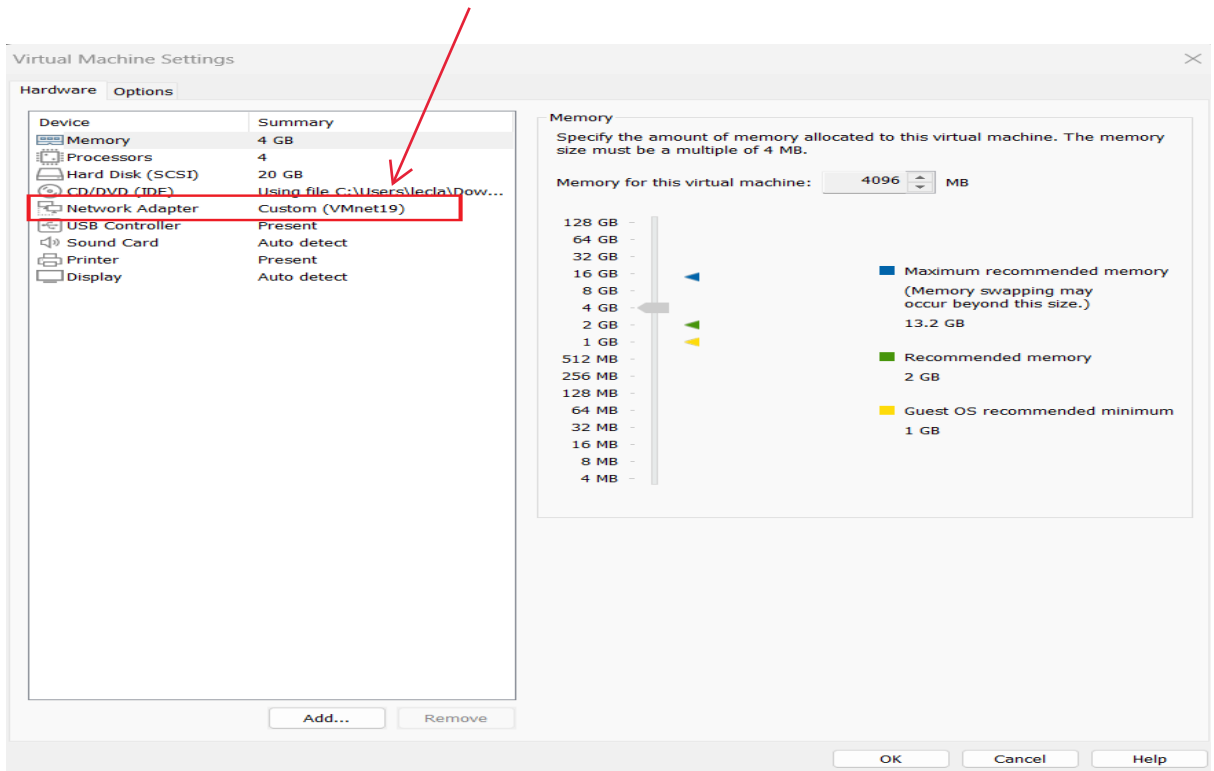 Virtual Machine Settings
Hardware Options
Device Summary
Memory 4 GB
Processors 4
Hard Disk (SCSI) 20 GB
CD/DVD (IDE) Using file C:\Users\lecla\Dow...
Network Adapter Custom (VMnet19)
USB Controller Present
Sound Card Auto detect
Printer Present
Display Auto detect
Add... Remove
Memory
Specify the amount of memory allocated to this virtual machine. The memory
size must be a multiple of 4 MB.
Memory for this virtual machine: 4096 MB
128 GB
64 GB
32 GB
16 GB
8 GB
4 GB
2 GB
1 GB
512 MB
256 MB
128 MB
64 MB
32 MB
16 MB
8 MB
4 MB
Maximum recommended memory
(Memory swapping may
occur beyond this size.)
13.2 GB
Recommended memory
2 GB
Guest OS recommended minimum
1 GB
OK Cancel Help